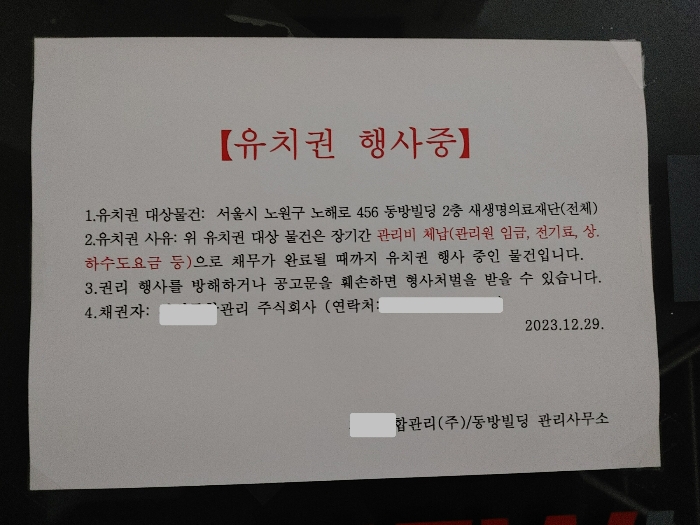 【유치권 행사중】
1.유치권 대상물건: 서울시 노원구 노해로 456 동방빌딩 2층 새생명의료재단(전체)
2.유치권 사유: 위 유치권 대상 물건은 장기간 관리비 체납(관리원 임금, 전기료, 상.
하수도요금 등)으로 채무가 완료될 때까지 유치권 행사 중인 물건입니다.
3.권리 행사를 방해하거나 공고문을 훼손하면 형사처벌을 받을 수 있습니다.
4.채권자: 관리 주식회사 (연락처:
2023.12.29.
합관리(주)/동방빌딩 관리사무소